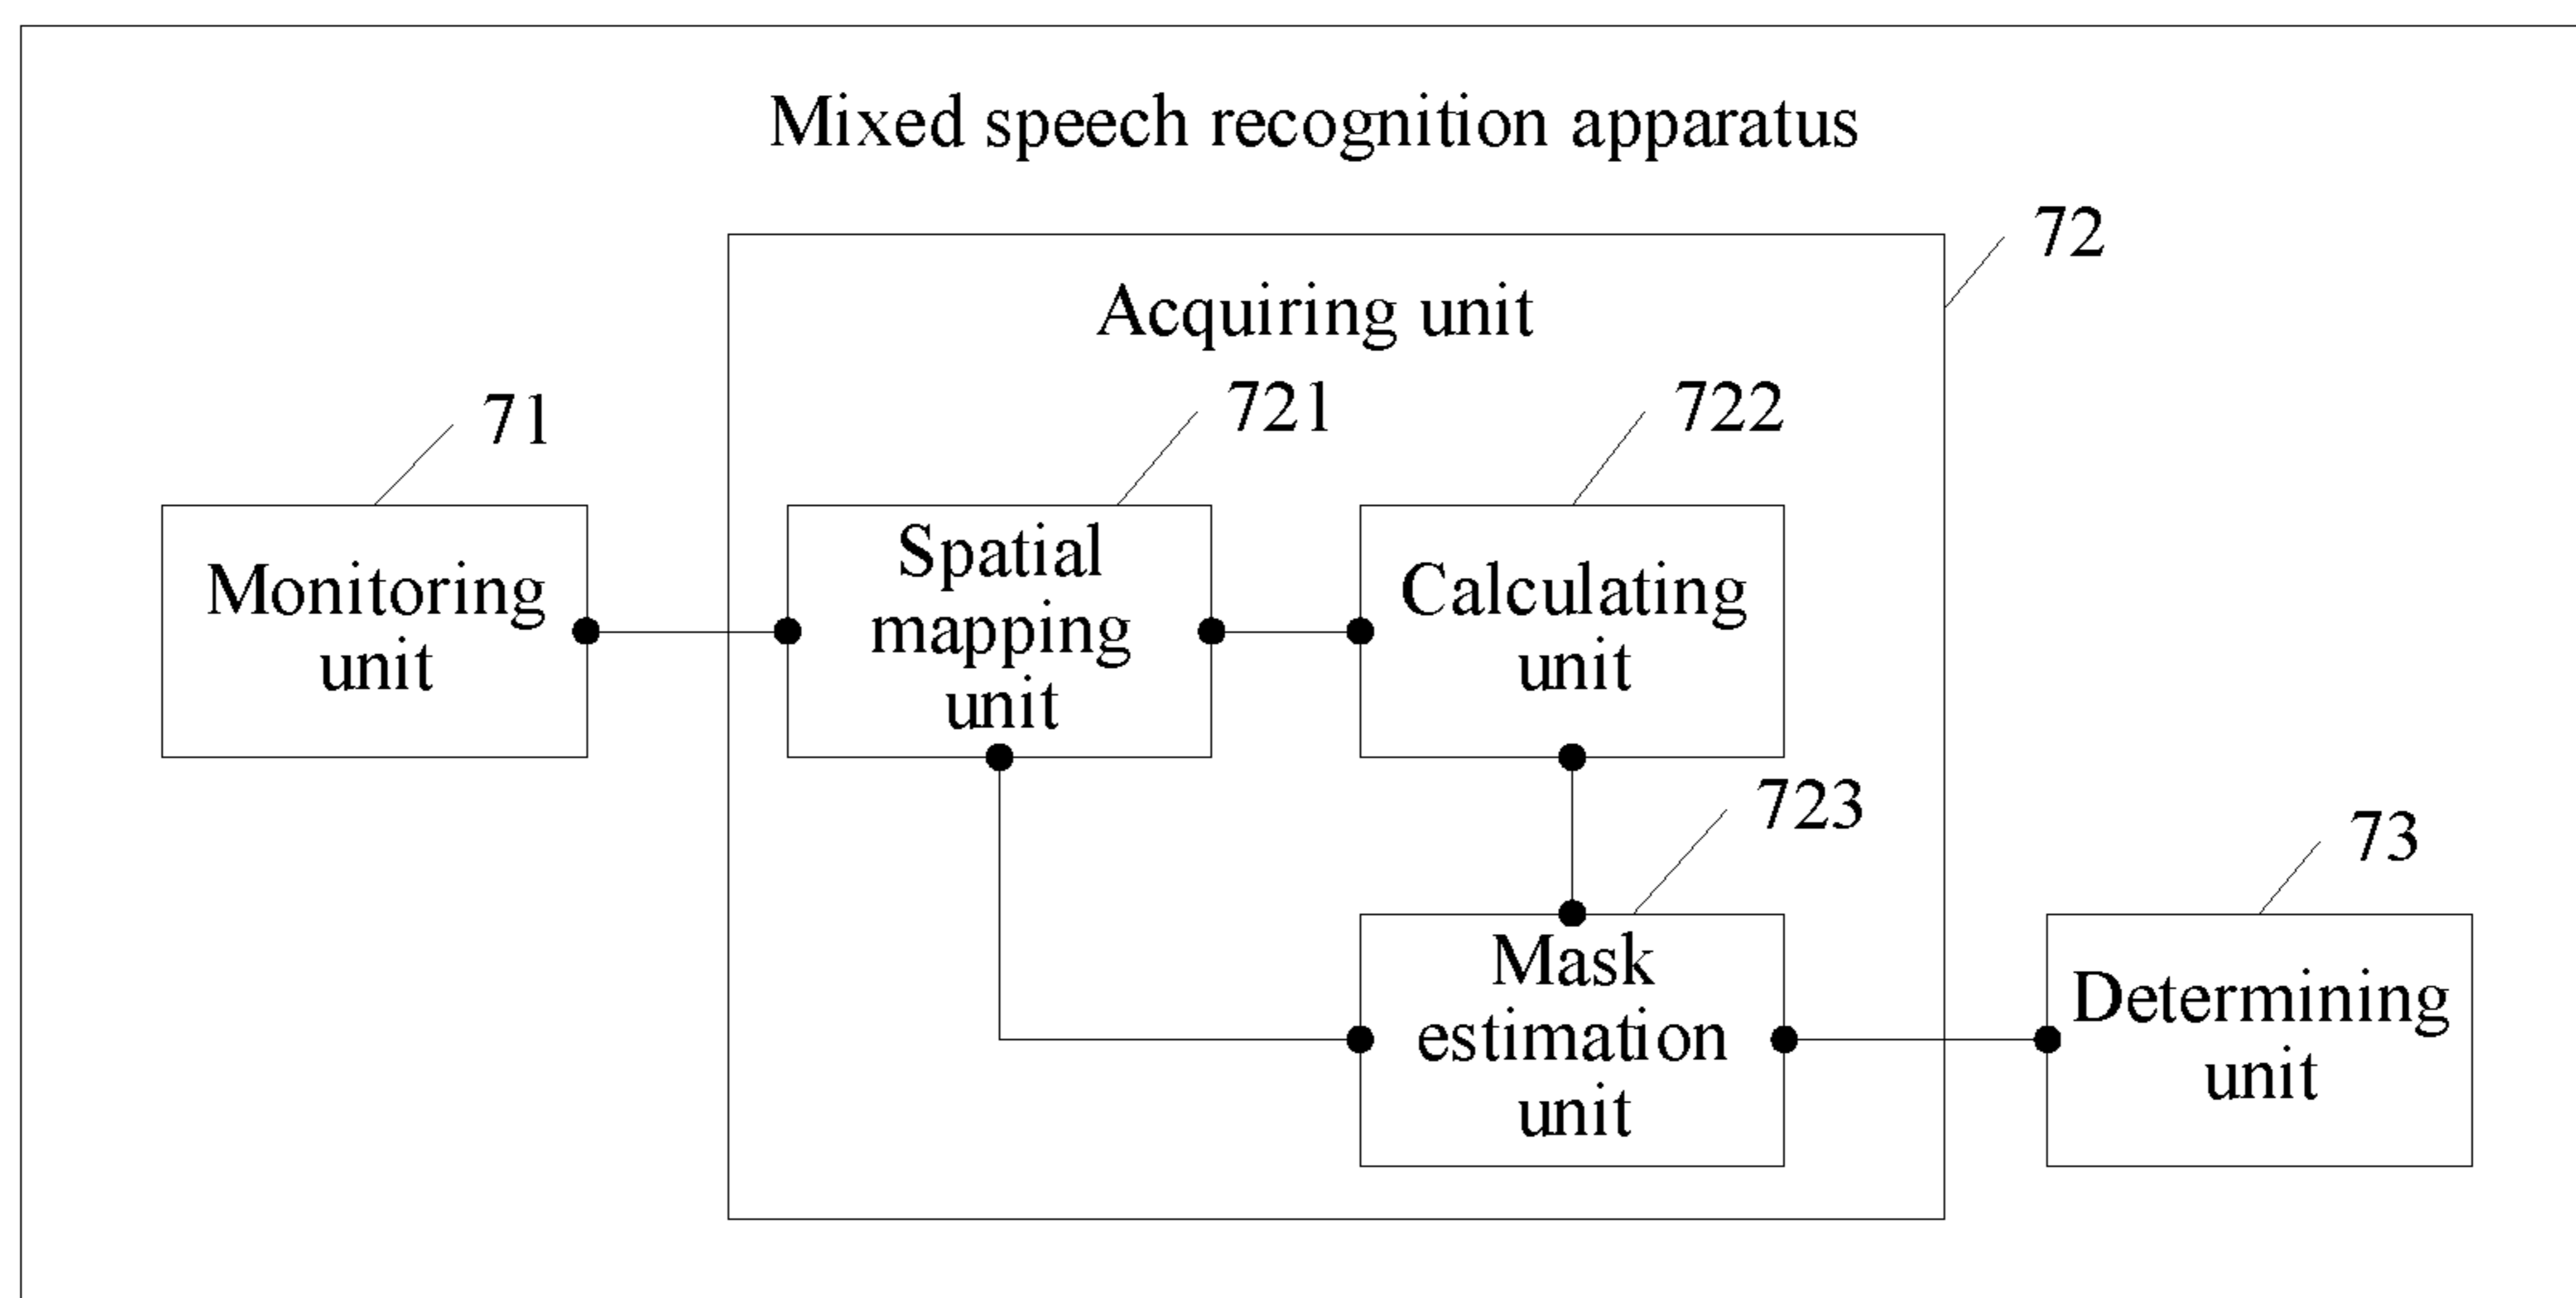 Mixed speech recognition apparatus
72
Acquiring unit
71
721
722
Monitoring
unit
Spatial
mapping
unit
Calculating
unit
723
73
Mask
estimation
unit
Determining
unit